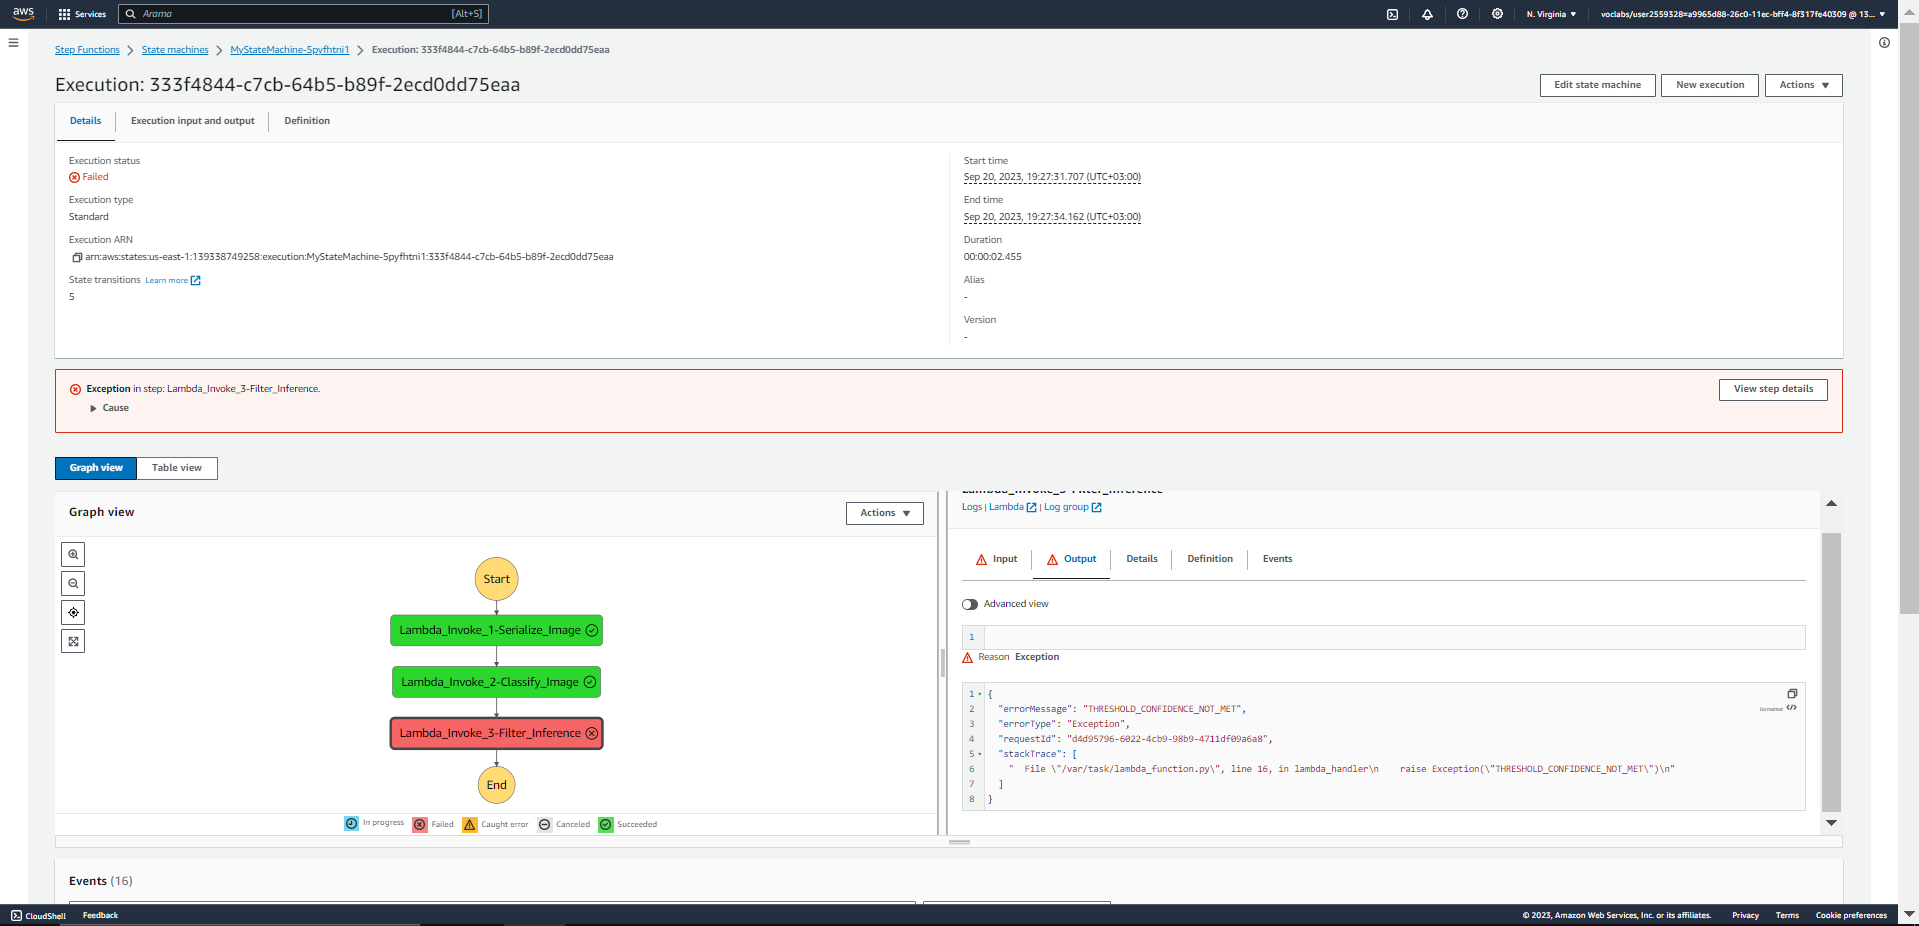 aws Services Arama [Alt+S] N. Virginia ▼ voclabs/user2559328=a9965d88-26c0-11ec-bff4-8f317fe40309 @ 13... ▼
Step Functions > State machines > MyStateMachine-5pyfhtni1 > Execution: 333f4844-c7cb-64b5-b89f-2ecd0dd75eaa
Execution: 333f4844-c7cb-64b5-b89f-2ecd0dd75eaa
Edit state machine New execution Actions ▼
Details Execution input and output Definition
Execution status
Failed
Execution type
Standard
Execution ARN
arn:aws:states:us-east-1:139338749258:execution:MyStateMachine-5pyfhtni1:333f4844-c7cb-64b5-b89f-2ecd0dd75eaa
State transitions Learn more
5
Start time
Sep 20, 2023, 19:27:31.707 (UTC+03:00)
End time
Sep 20, 2023, 19:27:34.162 (UTC+03:00)
Duration
00:00:02.455
Alias
-
Version
-
Exception in step: Lambda_Invoke_3-Filter_Inference.
Cause
View step details
Graph view Table view
Graph view
Actions ▼
Start
Lambda_Invoke_1-Serialize_Image
Lambda_Invoke_2-Classify_Image
Lambda_Invoke_3-Filter_Inference
End
In progress Failed Caught error Canceled Succeeded
Lambda_Invoke_3-Filter_Inference
Logs | Lambda | Log group
Input Output Details Definition Events
Advanced view
1
Reason Exception
1 {
2 "errorMessage": "THRESHOLD_CONFIDENCE_NOT_MET",
3 "errorType": "Exception",
4 "requestId": "d4d95796-6022-4cb9-98b9-4711df09a6a8",
5 "stackTrace": [
6 "  File \"/var/task/lambda_function.py\", line 16, in lambda_handler\n    raise Exception(\"THRESHOLD_CONFIDENCE_NOT_MET\")\n"
7 ]
8 }
Formatted
Events (16)
CloudShell Feedback © 2023, Amazon Web Services, Inc. or its affiliates. Privacy Terms Cookie preferences